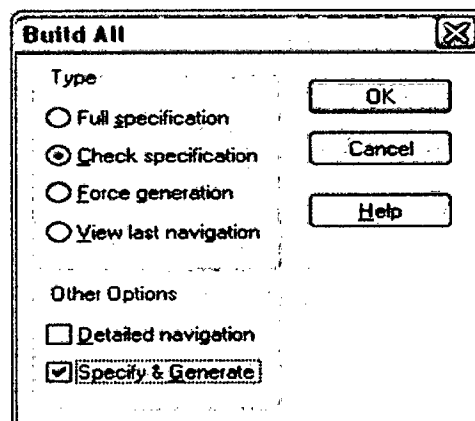 Build All
Type
Full specification
Check specification
Force generation
View last navigation
OK
Cancel
Help
Other Options
Detailed navigation
Specify & Generate